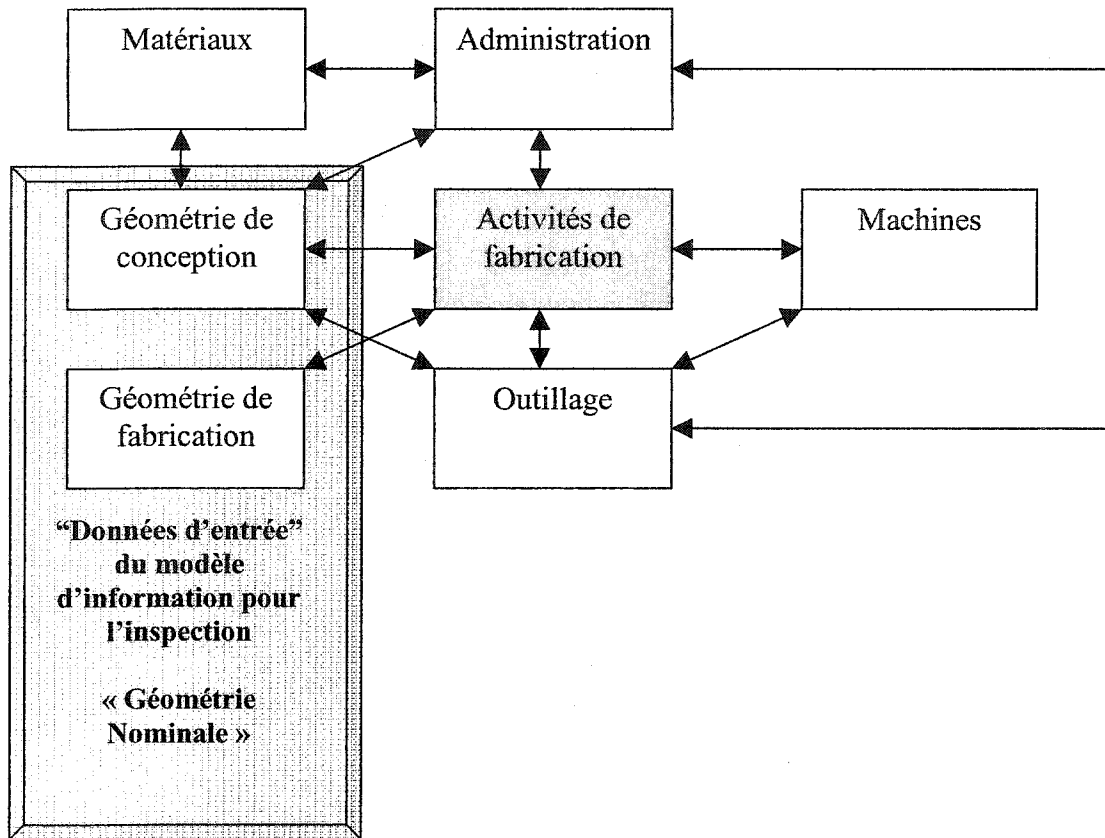 Matériaux
Administration
Géométrie de
conception
Activités de
fabrication
Machines
Géométrie de
fabrication
Outillage
“Données d’entrée”
du modèle
d’information pour
l’inspection
« Géométrie
Nominale »